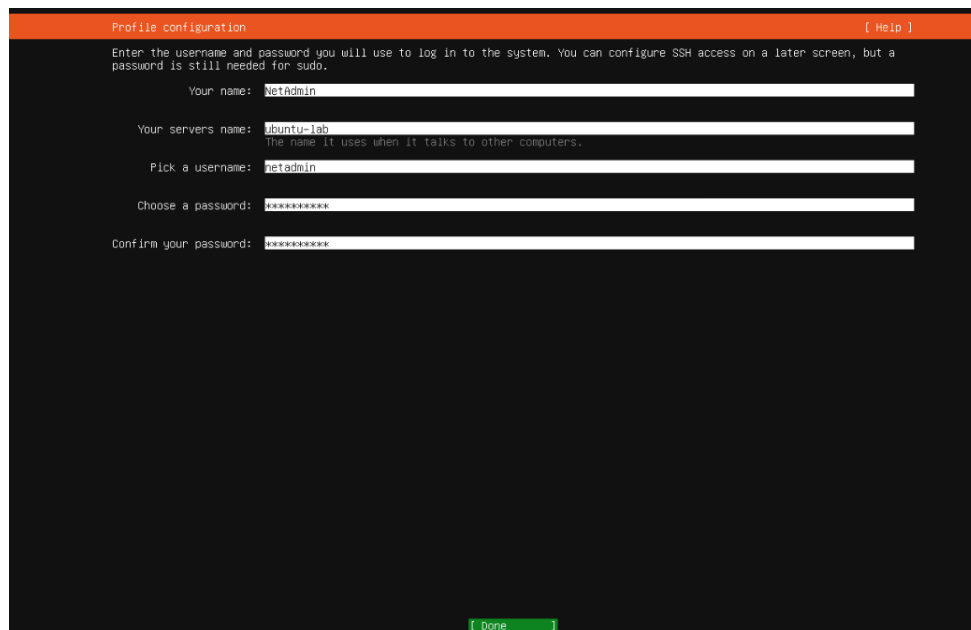 Profile configuration [ Help ]
Enter the username and password you will use to log in to the system. You can configure SSH access on a later screen, but a
password is still needed for sudo.
Your name: NetAdmin
Your servers name: ubuntu-lab
The name it uses when it talks to other computers.
Pick a username: netadmin
Choose a password: **********
Confirm your password: **********
[ Done ]